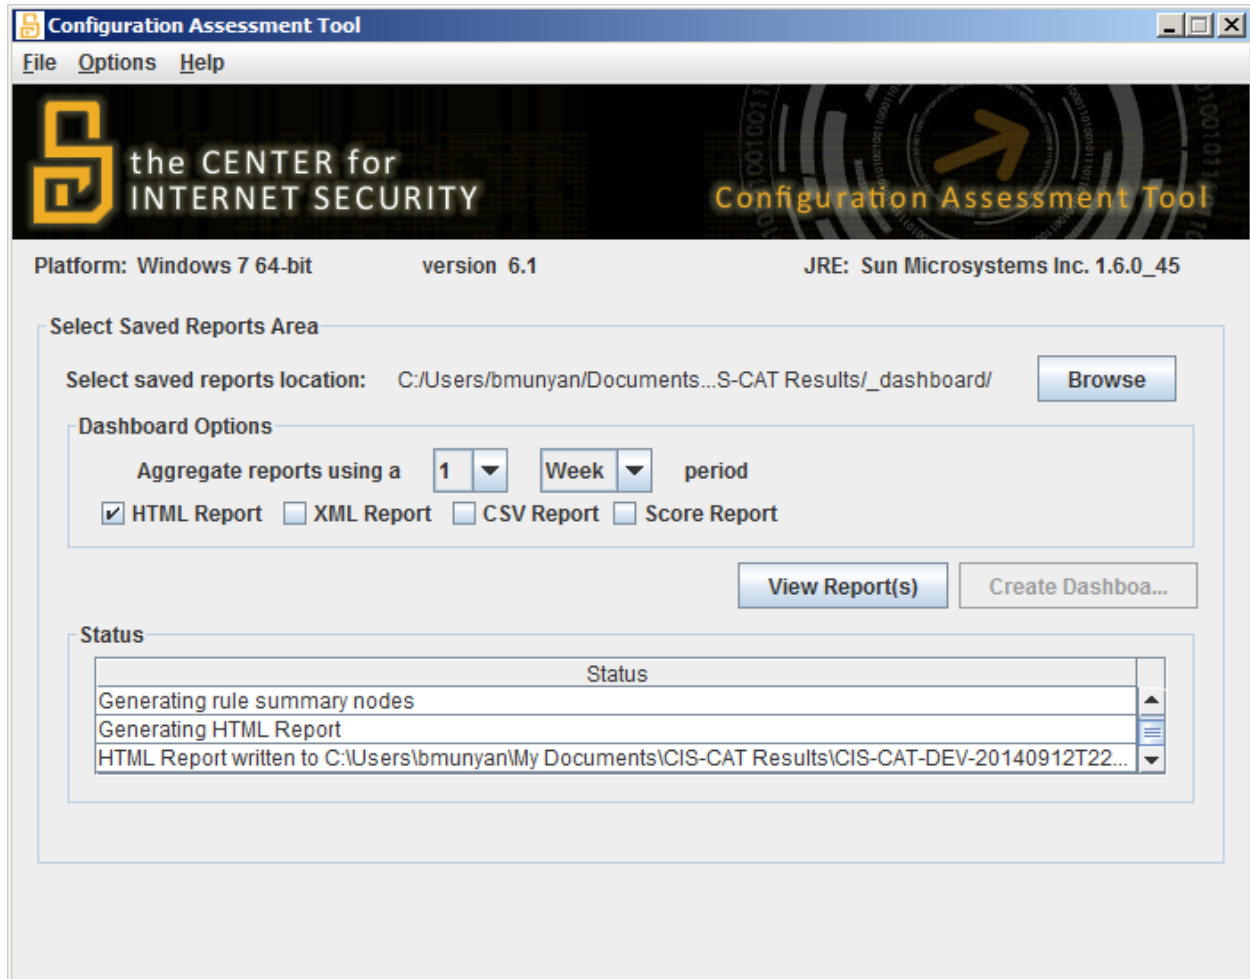 Configuration Assessment Tool
File Options Help
the CENTER for
INTERNET SECURITY
Configuration Assessment Tool
Platform: Windows 7 64-bit version 6.1 JRE: Sun Microsystems Inc. 1.6.0_45
Select Saved Reports Area
Select saved reports location: C:/Users/bmunyan/Documents...S-CAT Results/_dashboard/ Browse
Dashboard Options
Aggregate reports using a 1 Week period
HTML Report XML Report CSV Report Score Report
View Report(s) Create Dashboa...
Status
Status
Generating rule summary nodes
Generating HTML Report
HTML Report written to C:\Users\bmunyan\My Documents\CIS-CAT Results\CIS-CAT-DEV-20140912T22...